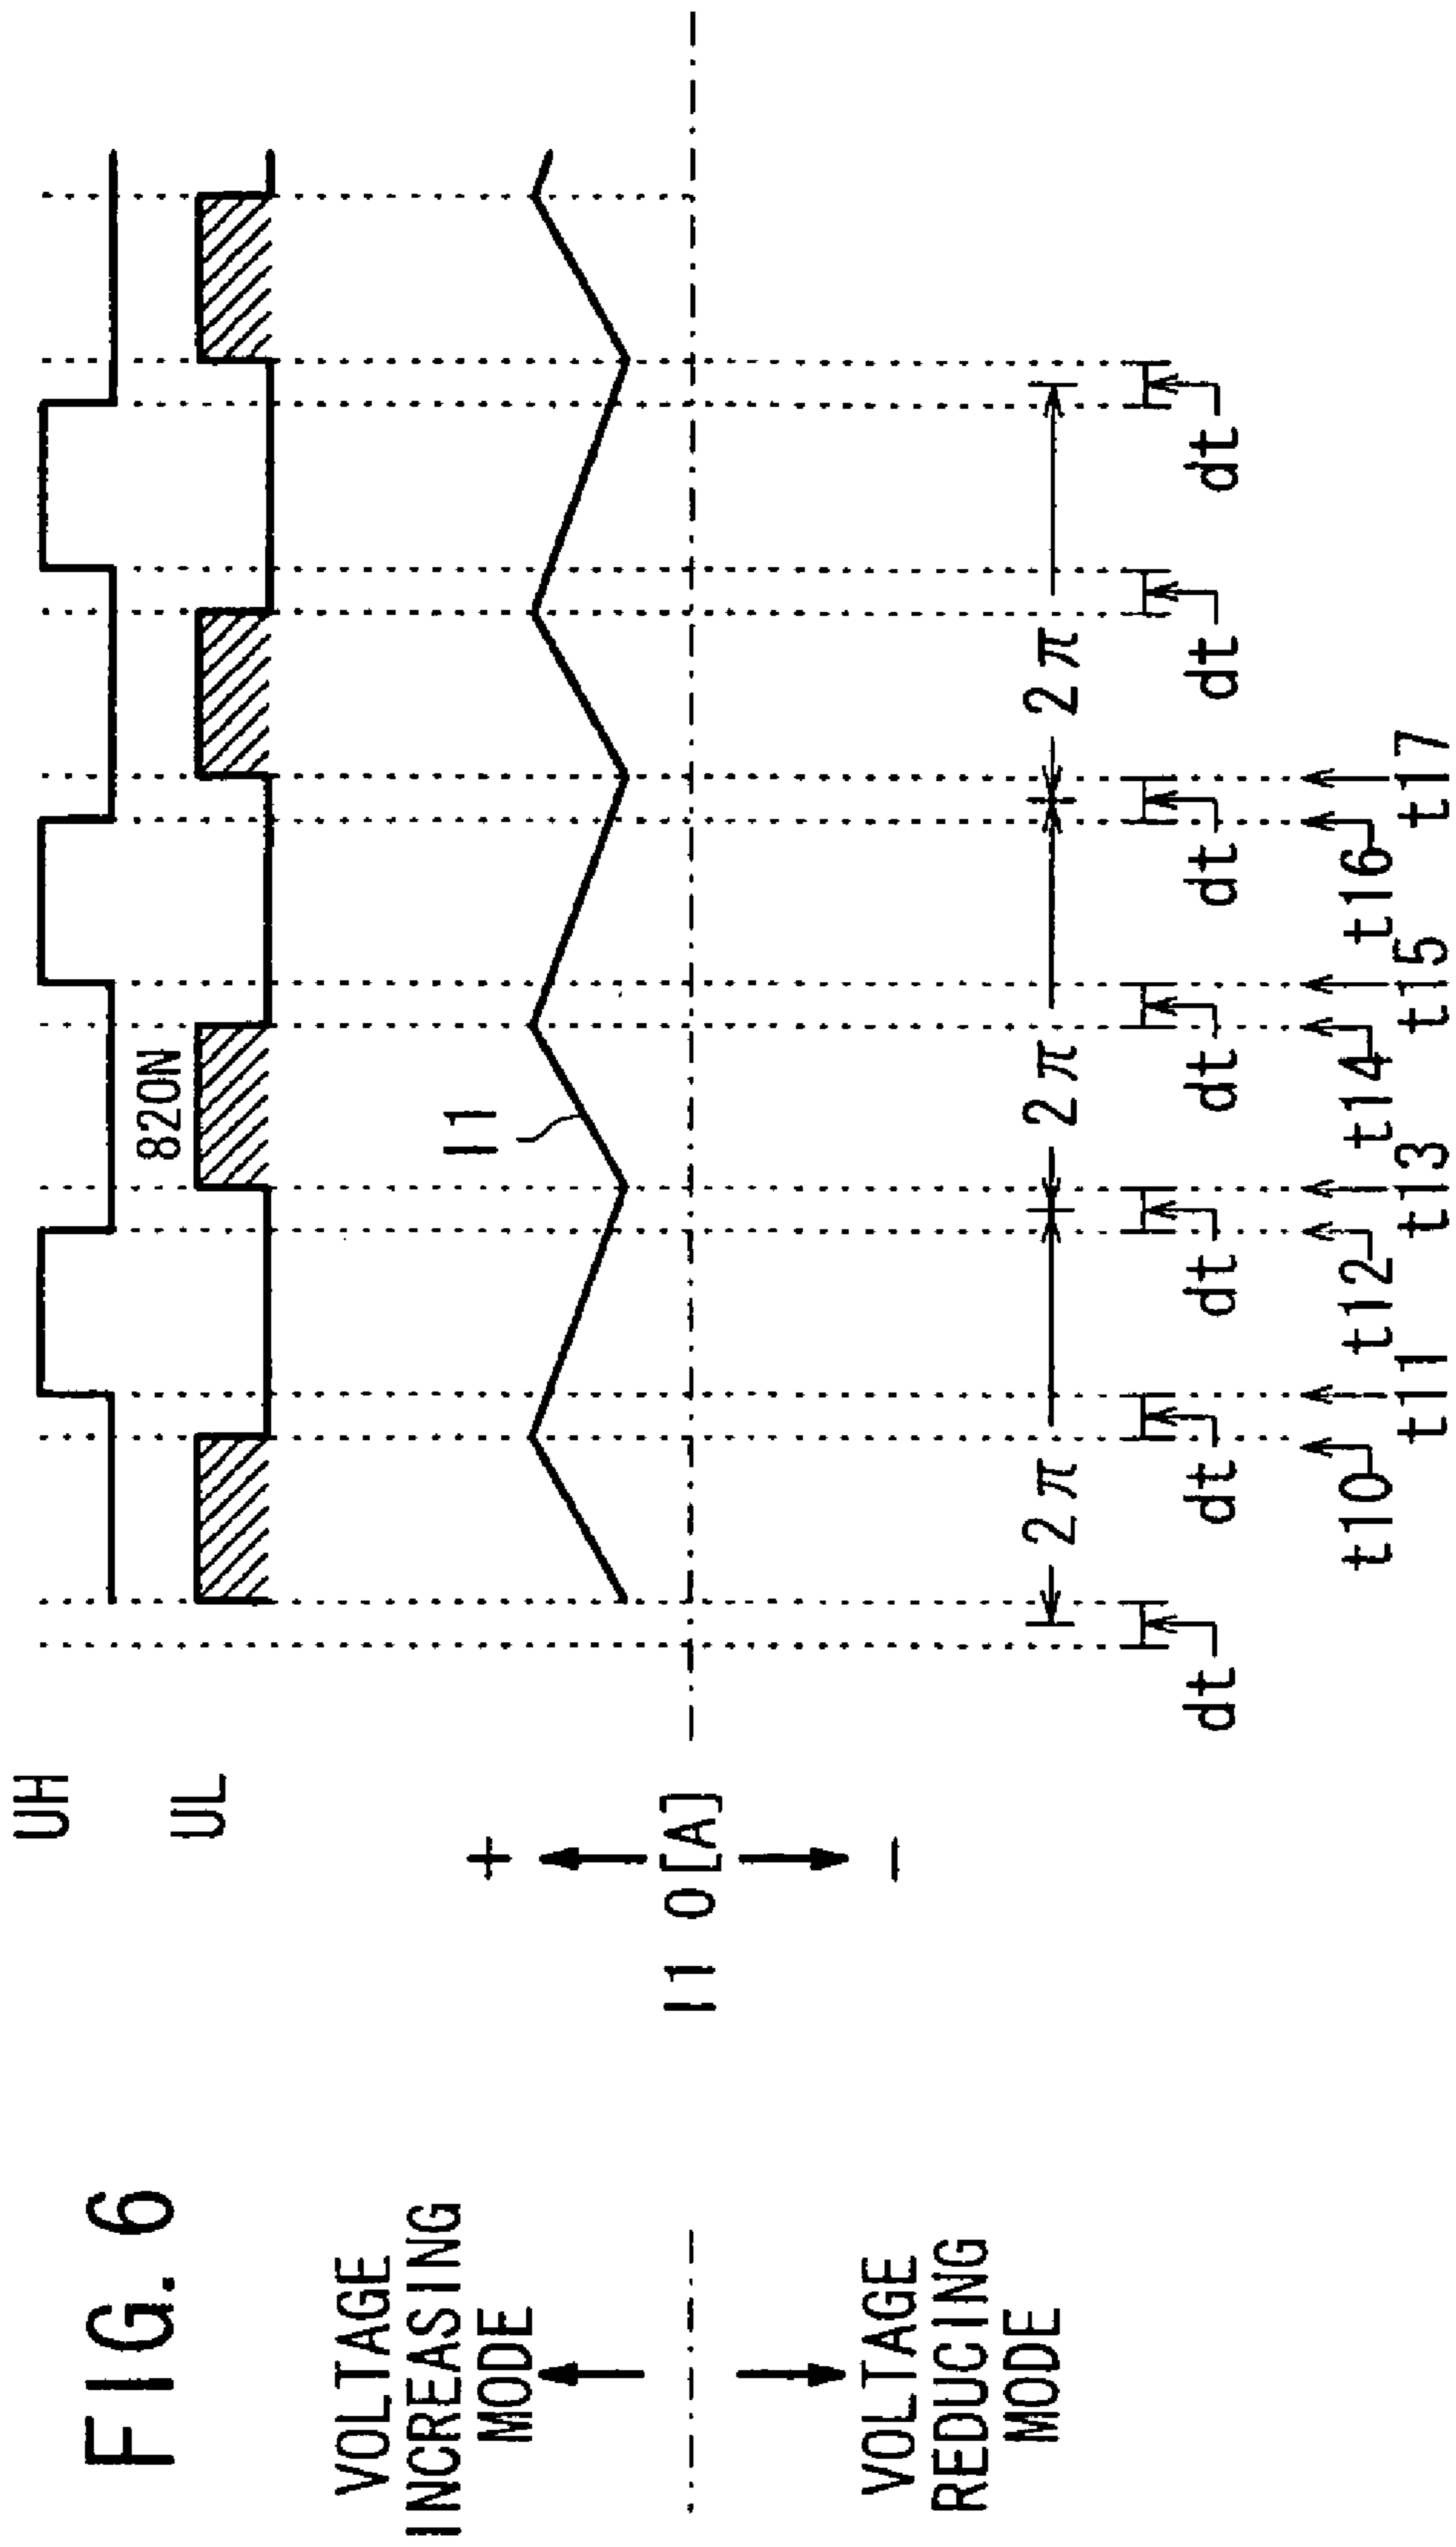 FIG. 6
UH
UL
82ON
VOLTAGE
INCREASING
MODE
+
I1
I1 0[A]
−
VOLTAGE
REDUCING
MODE
2π 2π 2π
dt dt dt dt dt dt dt
t10 t12 t14 t16
t11 t13 t15 t17